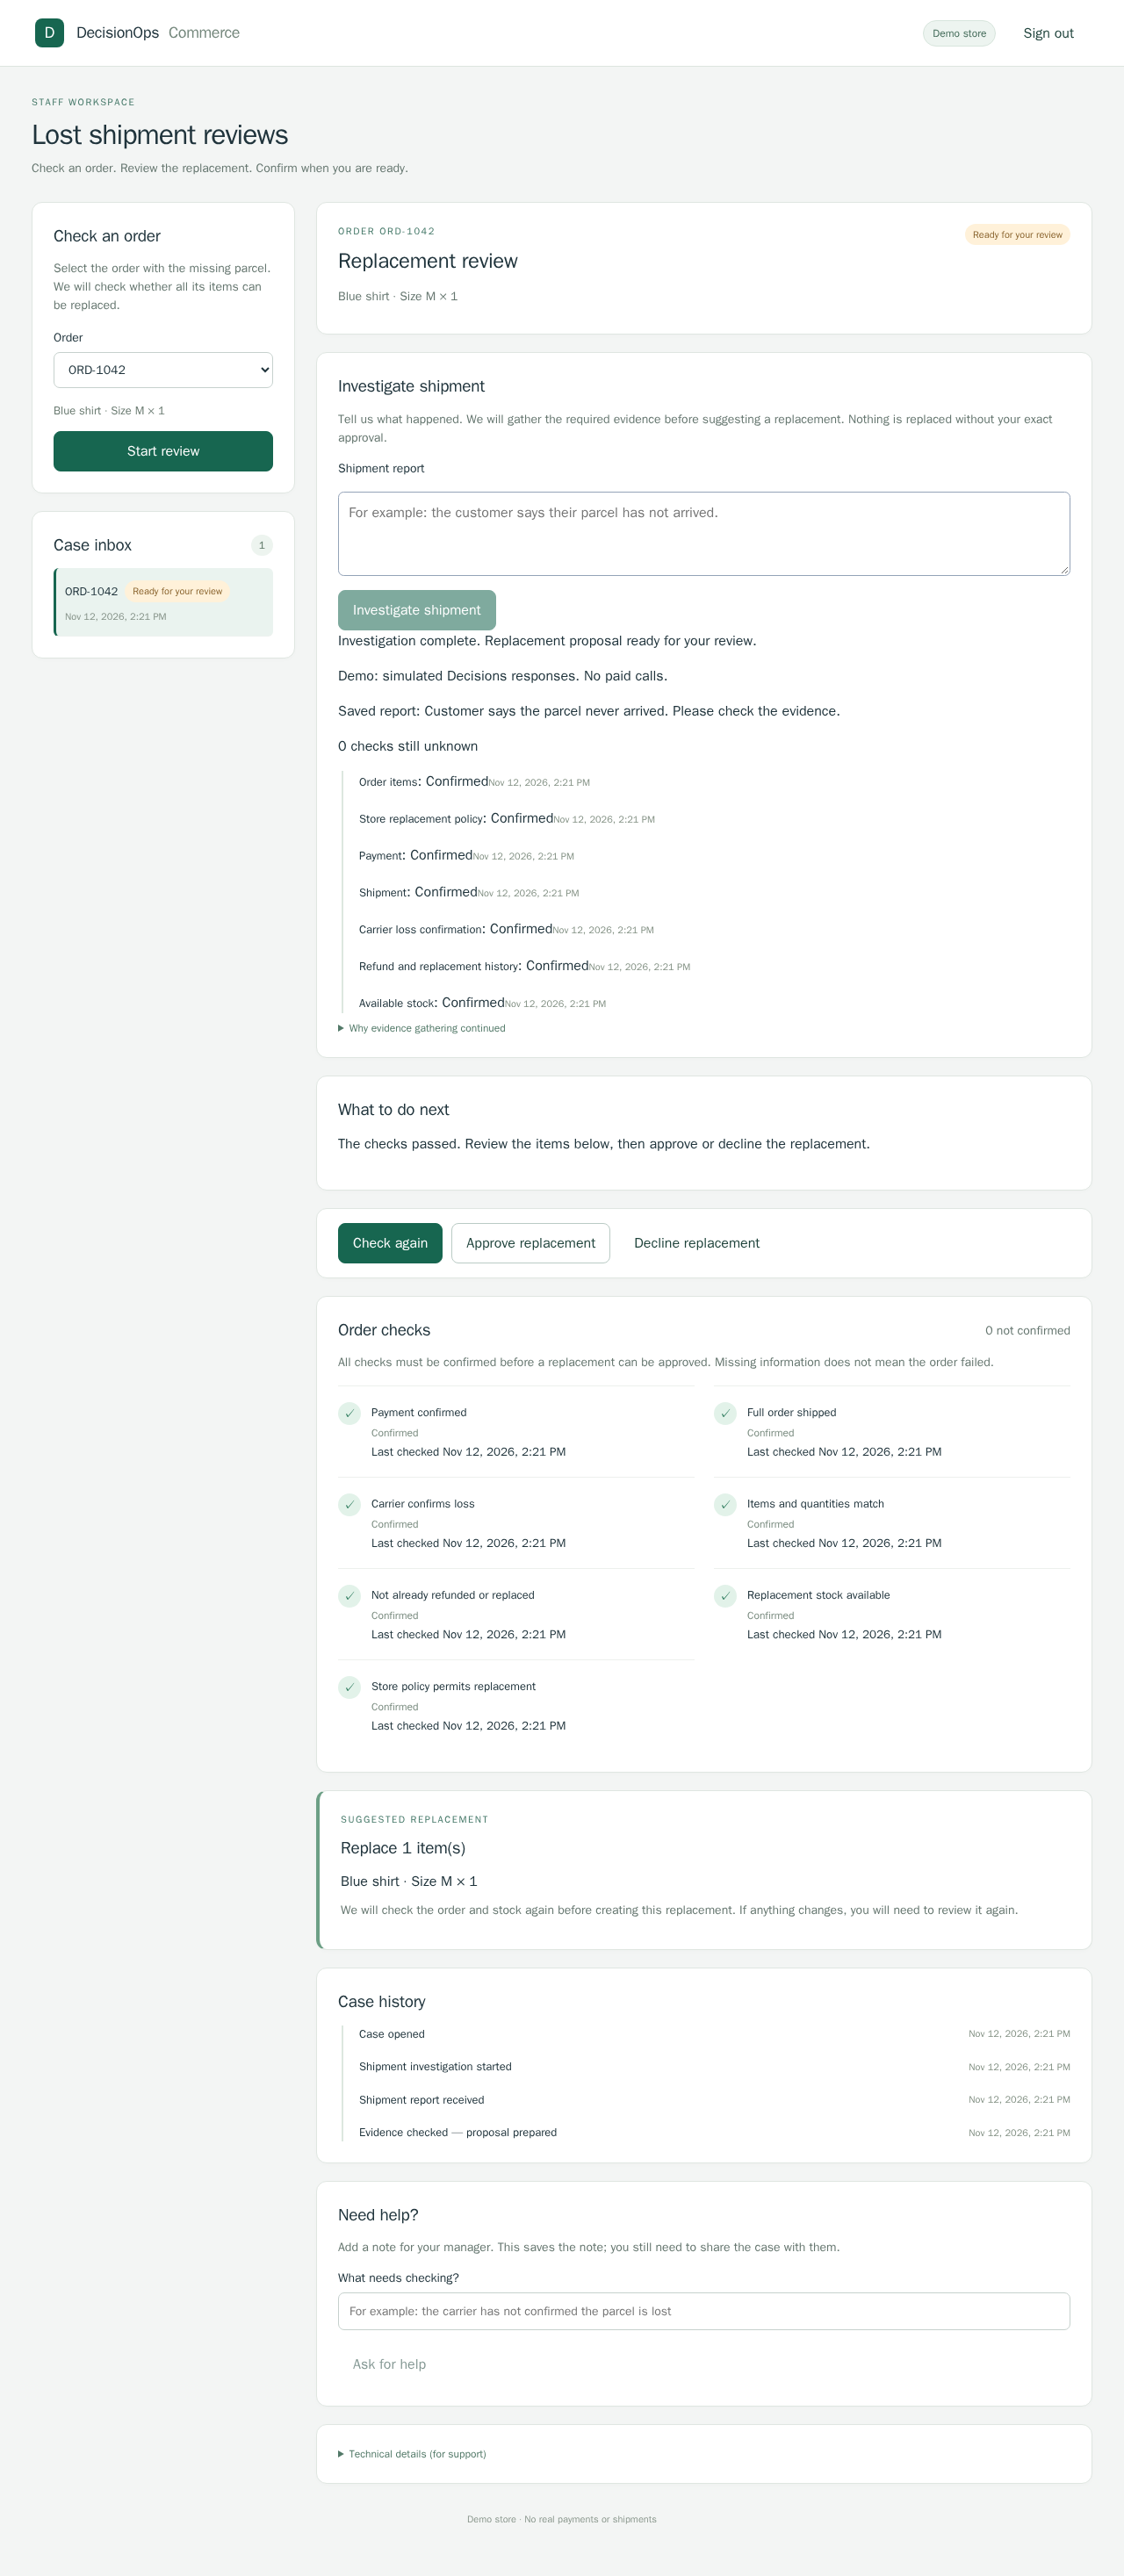 D DecisionOps Commerce
Demo store
Sign out
STAFF WORKSPACE
Lost shipment reviews
Check an order. Review the replacement. Confirm when you are ready.
Check an order
Select the order with the missing parcel.
We will check whether all its items can
be replaced.
Order
ORD-1042
Blue shirt · Size M × 1
Start review
Case inbox
1
ORD-1042 Ready for your review
Nov 12, 2026, 2:21 PM
ORDER ORD-1042
Ready for your review
Replacement review
Blue shirt · Size M × 1
Investigate shipment
Tell us what happened. We will gather the required evidence before suggesting a replacement. Nothing is replaced without your exact
approval.
Shipment report
For example: the customer says their parcel has not arrived.
Investigate shipment
Investigation complete. Replacement proposal ready for your review.
Demo: simulated Decisions responses. No paid calls.
Saved report: Customer says the parcel never arrived. Please check the evidence.
0 checks still unknown
Order items: Confirmed Nov 12, 2026, 2:21 PM
Store replacement policy: Confirmed Nov 12, 2026, 2:21 PM
Payment: Confirmed Nov 12, 2026, 2:21 PM
Shipment: Confirmed Nov 12, 2026, 2:21 PM
Carrier loss confirmation: Confirmed Nov 12, 2026, 2:21 PM
Refund and replacement history: Confirmed Nov 12, 2026, 2:21 PM
Available stock: Confirmed Nov 12, 2026, 2:21 PM
Why evidence gathering continued
What to do next
The checks passed. Review the items below, then approve or decline the replacement.
Check again
Approve replacement
Decline replacement
Order checks
0 not confirmed
All checks must be confirmed before a replacement can be approved. Missing information does not mean the order failed.
✓ Payment confirmed
Confirmed
Last checked Nov 12, 2026, 2:21 PM
✓ Full order shipped
Confirmed
Last checked Nov 12, 2026, 2:21 PM
✓ Carrier confirms loss
Confirmed
Last checked Nov 12, 2026, 2:21 PM
✓ Items and quantities match
Confirmed
Last checked Nov 12, 2026, 2:21 PM
✓ Not already refunded or replaced
Confirmed
Last checked Nov 12, 2026, 2:21 PM
✓ Replacement stock available
Confirmed
Last checked Nov 12, 2026, 2:21 PM
✓ Store policy permits replacement
Confirmed
Last checked Nov 12, 2026, 2:21 PM
SUGGESTED REPLACEMENT
Replace 1 item(s)
Blue shirt · Size M × 1
We will check the order and stock again before creating this replacement. If anything changes, you will need to review it again.
Case history
Case opened Nov 12, 2026, 2:21 PM
Shipment investigation started Nov 12, 2026, 2:21 PM
Shipment report received Nov 12, 2026, 2:21 PM
Evidence checked — proposal prepared Nov 12, 2026, 2:21 PM
Need help?
Add a note for your manager. This saves the note; you still need to share the case with them.
What needs checking?
For example: the carrier has not confirmed the parcel is lost
Ask for help
Technical details (for support)
Demo store · No real payments or shipments